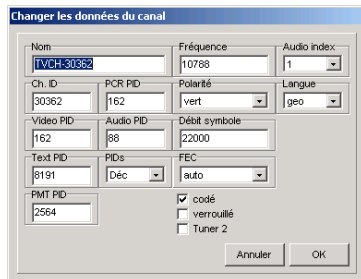 Changer les données du canal
Nom Fréquence Audio index
TVCH-30362 10788 1
Ch. ID PCR PID Polarité Langue
30362 162 vert geo
Video PID Audio PID Débit symbole
162 88 22000
Text PID PIDs FEC
8191 Déc auto
PMT PID
2564
codé
verrouillé
Tuner 2
Annuler OK